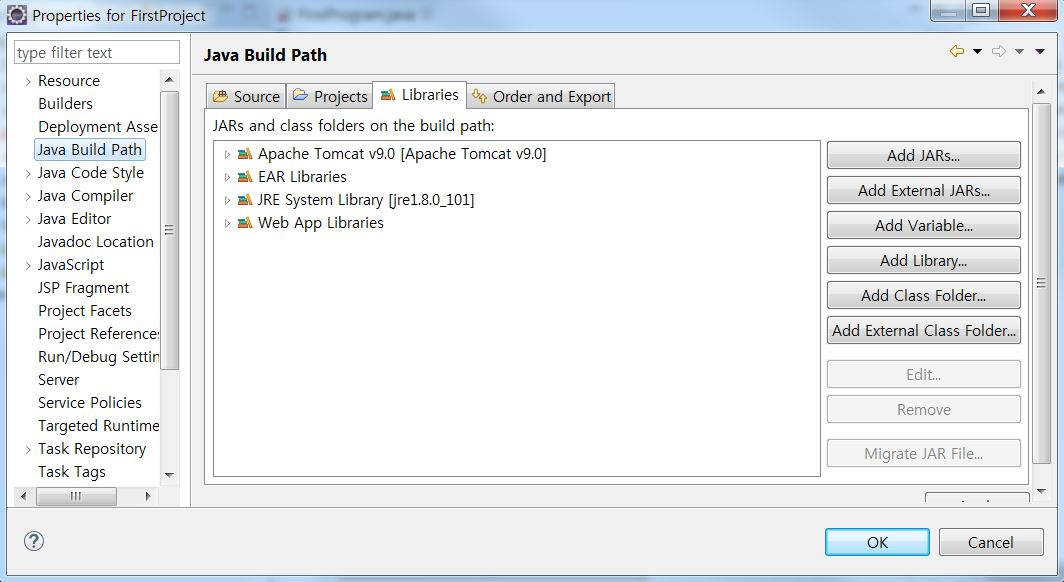 Properties for FirstProject
FirstProgram.java
type filter text
Resource
Builders
Deployment Asse
Java Build Path
Java Code Style
Java Compiler
Java Editor
Javadoc Location
JavaScript
JSP Fragment
Project Facets
Project References
Run/Debug Settin
Server
Service Policies
Targeted Runtime
Task Repository
Task Tags
Java Build Path
Source Projects Libraries Order and Export
JARs and class folders on the build path:
Apache Tomcat v9.0 [Apache Tomcat v9.0]
EAR Libraries
JRE System Library [jre1.8.0_101]
Web App Libraries
Add JARs...
Add External JARs...
Add Variable...
Add Library...
Add Class Folder...
Add External Class Folder...
Edit...
Remove
Migrate JAR File...
OK Cancel